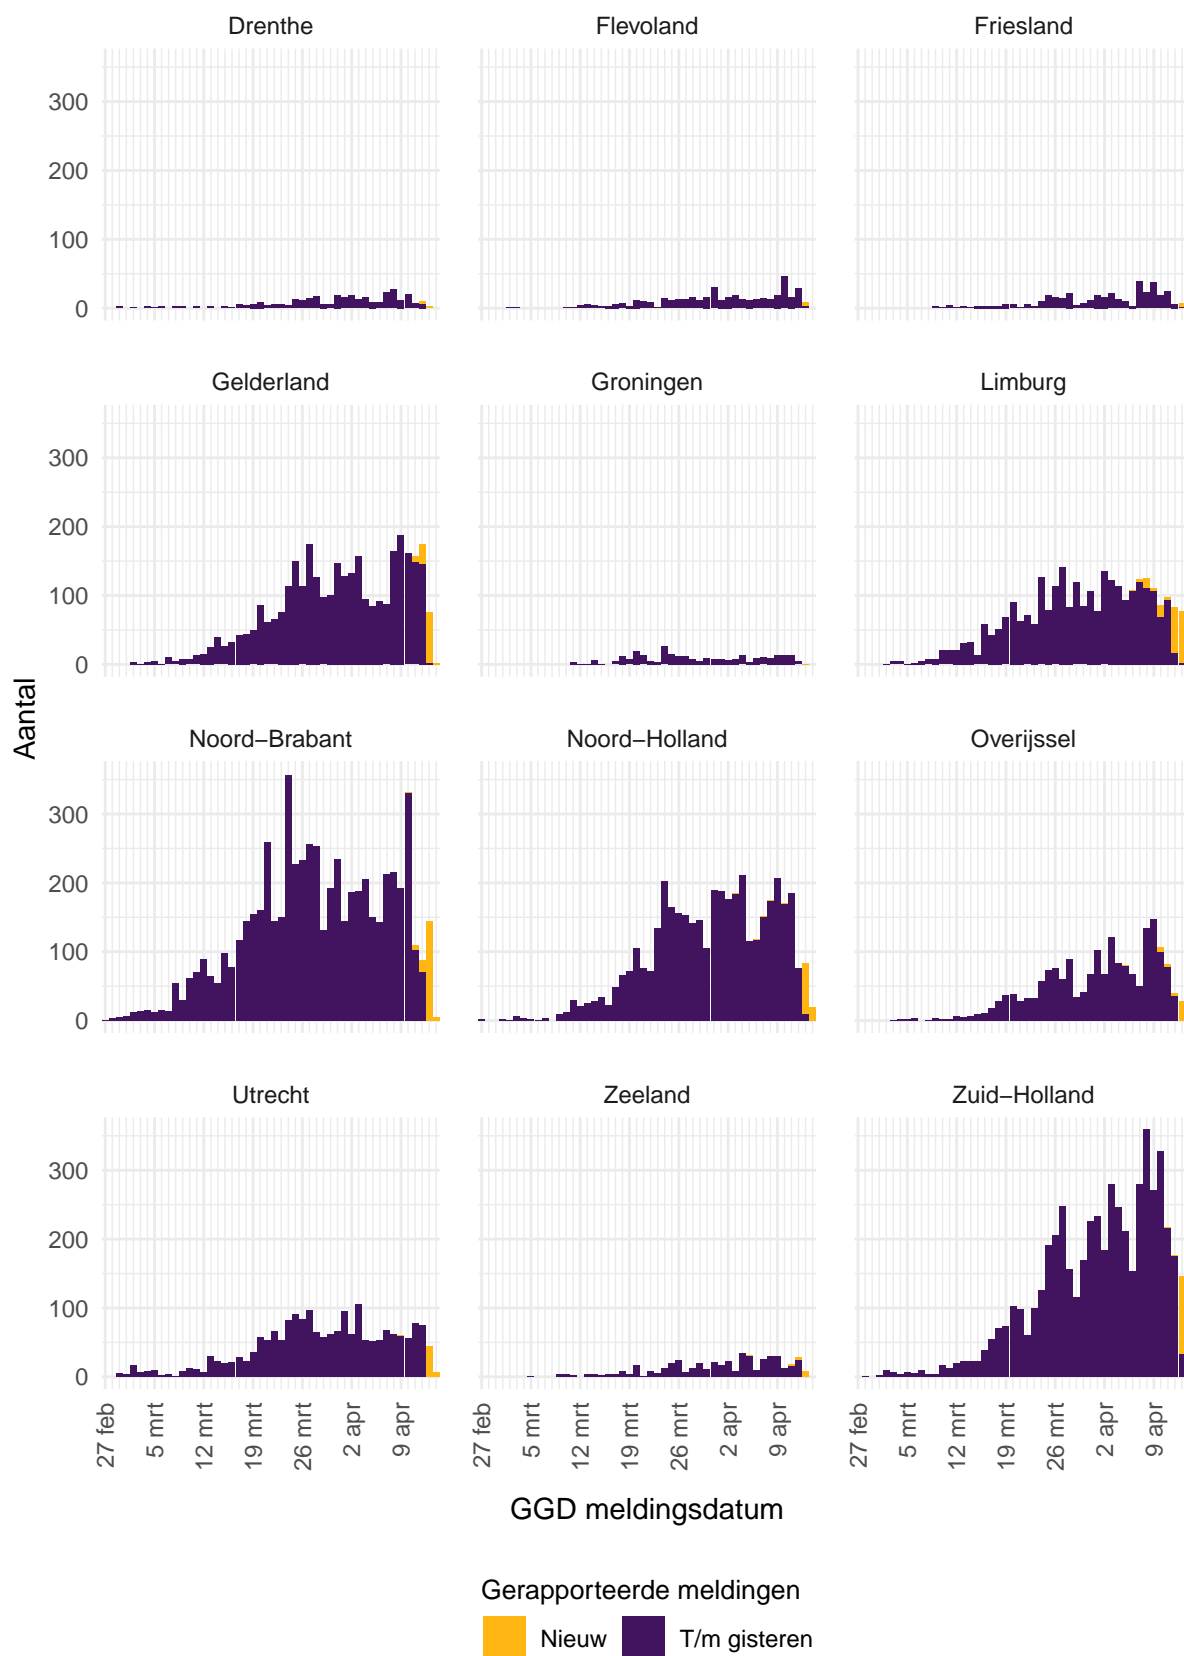 Drenthe Flevoland Friesland
300
200
100
0
Gelderland Groningen Limburg
300
200
100
0
Aantal
Noord–Brabant Noord–Holland Overijssel
300
200
100
0
Utrecht Zeeland Zuid–Holland
300
200
100
0
27 feb 5 mrt 12 mrt 19 mrt 26 mrt 2 apr 9 apr 27 feb 5 mrt 12 mrt 19 mrt 26 mrt 2 apr 9 apr 27 feb 5 mrt 12 mrt 19 mrt 26 mrt 2 apr 9 apr
GGD meldingsdatum
Gerapporteerde meldingen
Nieuw T/m gisteren